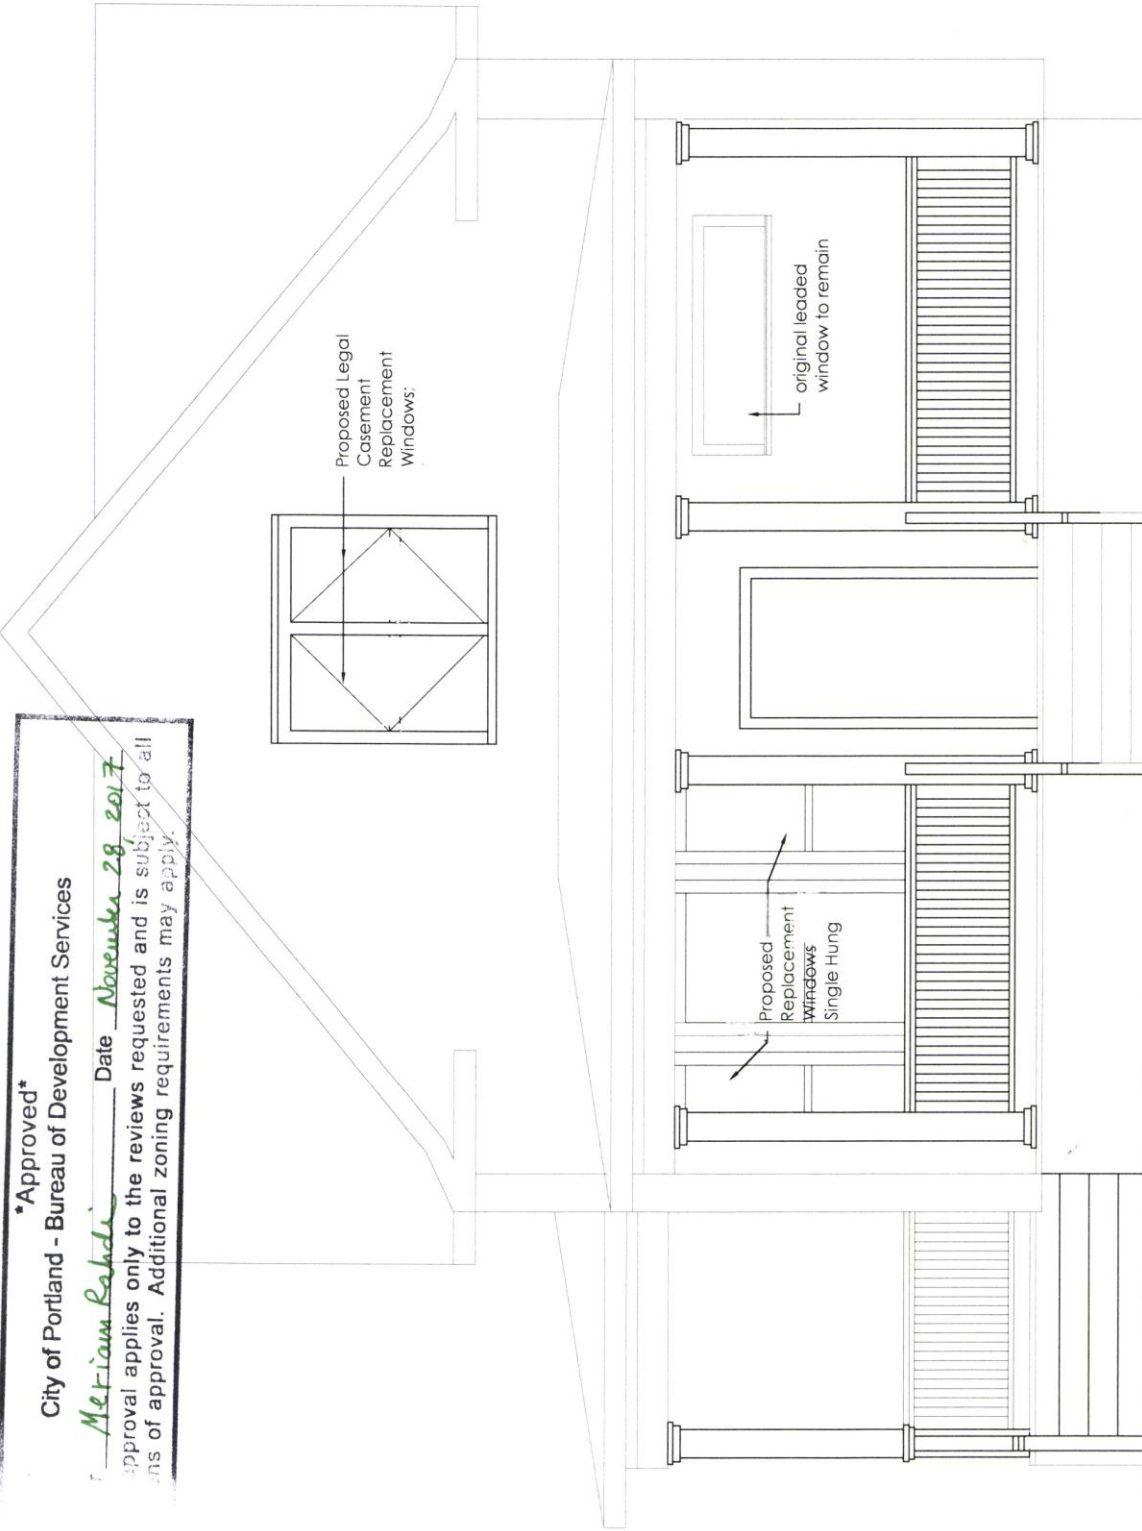 *Approved*
City of Portland - Bureau of Development Services
Meriam Rahdi Date November 28, 2017
approval applies only to the reviews requested and is subject to all
of approval. Additional zoning requirements may apply.
Proposed Legal
Casement
Replacement
Windows;
Proposed
Replacement
Windows
Single Hung
original leaded
window to remain